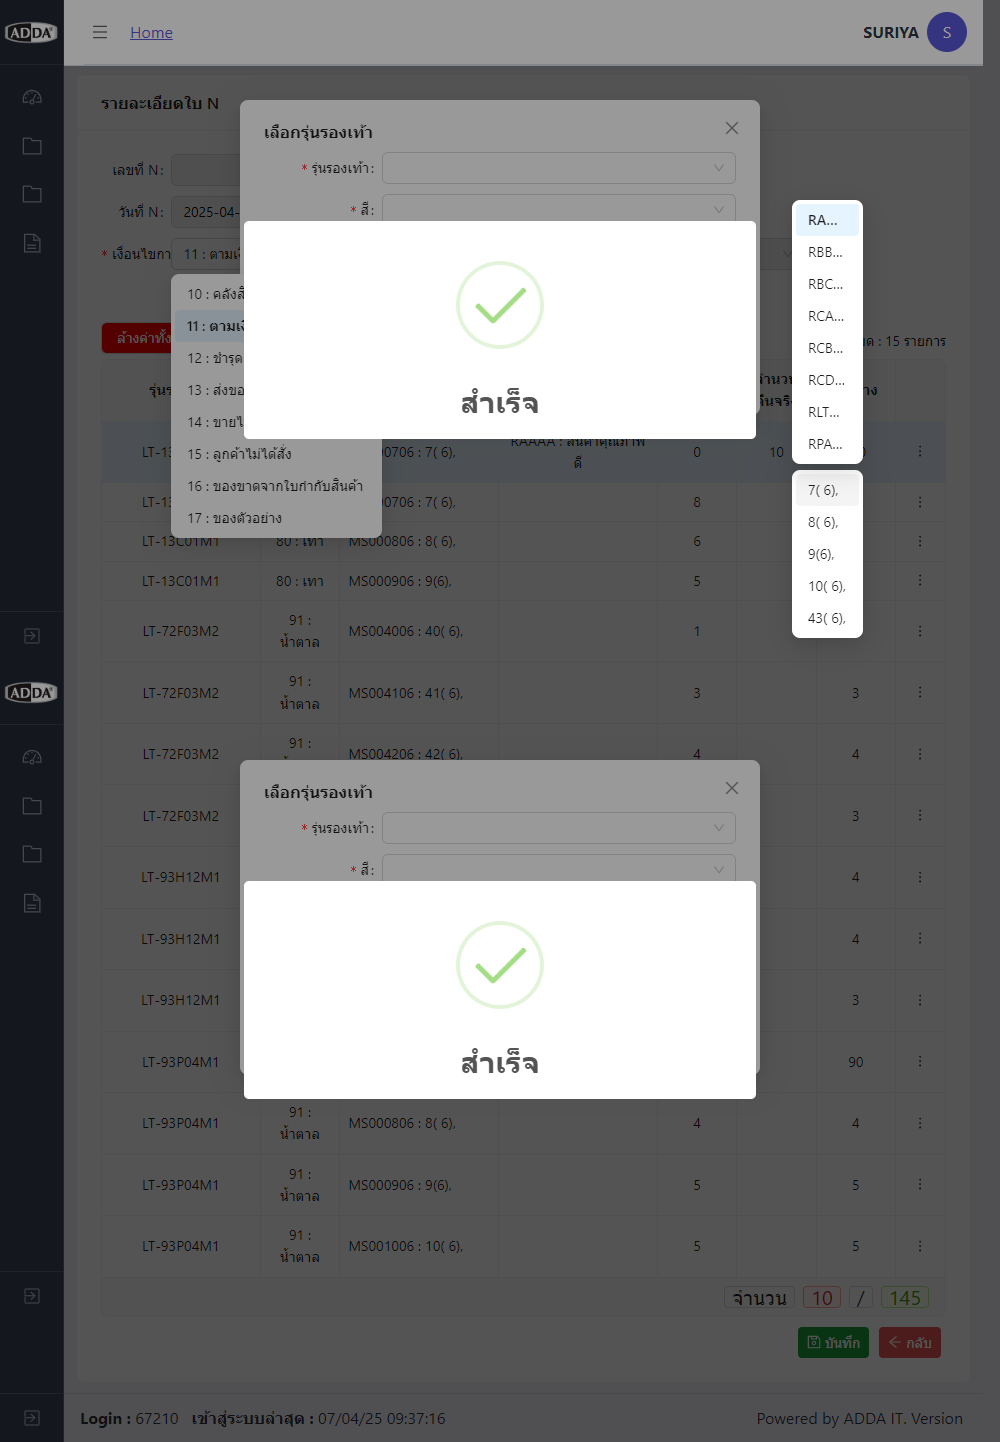 ADDA
Home
SURIYA
S
รายละเอียดใบ N
เลือกรุ่นรองเท้า
* รุ่นรองเท้า:
* สี:
เลขที่ N:
วันที่ N:
2025-04-
* เงื่อนไขกา
11 : ตามเงื
10 : คลังสิ
11 : ตามเงื
12 : ชำรุด
13 : ส่งขอ
14 : ขายไ
15 : ลูกค้าไม่ได้สั่ง
16 : ของขาดจากใบกำกับสินค้า
17 : ของตัวอย่าง
สำเร็จ
RA...
RBB...
RBC...
RCA...
RCB...
RCD...
RLT...
RPA...
7( 6),
8( 6),
9(6),
10( 6),
43( 6),
ล้างค่าทั้ง
ด : 15 รายการ
LT-13
00706 : 7( 6),
RAAAA : สินค้าคุณภาพ
ดี
0
10
LT-13
00706 : 7( 6),
8
LT-13C01M1
80 : เทา
MS000806 : 8( 6),
6
LT-13C01M1
80 : เทา
MS000906 : 9(6),
5
LT-72F03M2
91 :
น้ำตาล
MS004006 : 40( 6),
1
LT-72F03M2
91 :
น้ำตาล
MS004106 : 41( 6),
3
3
LT-72F03M2
91 :
MS004206 : 42( 6),
4
4
LT-72F03M2
3
LT-93H12M1
4
LT-93H12M1
4
LT-93H12M1
3
LT-93P04M1
90
ADDA
เลือกรุ่นรองเท้า
* รุ่นรองเท้า:
* สี:
สำเร็จ
LT-93P04M1
91 :
น้ำตาล
MS000806 : 8( 6),
4
4
LT-93P04M1
91 :
น้ำตาล
MS000906 : 9(6),
5
5
LT-93P04M1
91 :
น้ำตาล
MS001006 : 10( 6),
5
5
จำนวน 10 / 145
บันทึก
กลับ
Login : 67210 เข้าสู่ระบบล่าสุด : 07/04/25 09:37:16
Powered by ADDA IT. Version